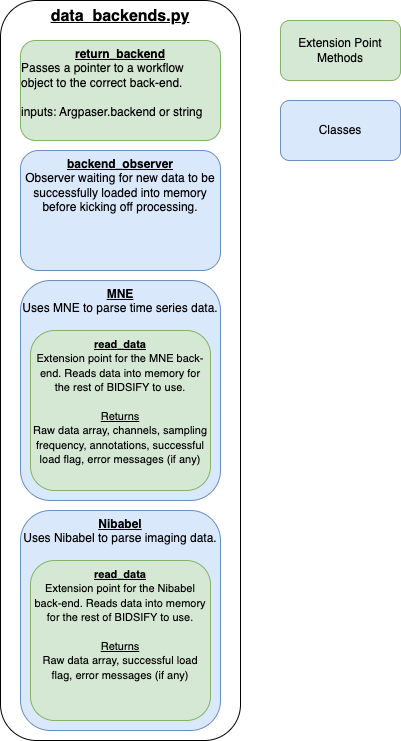 data_backends.py
return_backend
Passes a pointer to a workflow
object to the correct back-end.
inputs: Argpaser.backend or string
Extension Point
Methods
Classes
backend_observer
Observer waiting for new data to be
successfully loaded into memory
before kicking off processing.
MNE
Uses MNE to parse time series data.
read_data
Extension point for the MNE back-
end. Reads data into memory for
the rest of BIDSIFY to use.
Returns
Raw data array, channels, sampling
frequency, annotations, successful
load flag, error messages (if any)
Nibabel
Uses Nibabel to parse imaging data.
read_data
Extension point for the Nibabel
back-end. Reads data into memory
for the rest of BIDSIFY to use.
Returns
Raw data array, successful load
flag, error messages (if any)